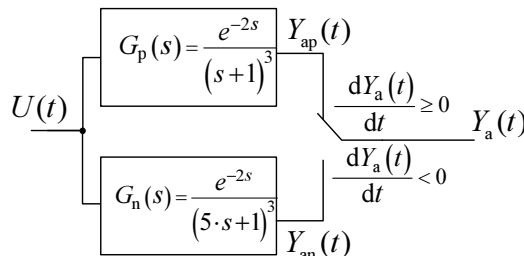 G_p(s) = e^{-2s} / (s+1)^3
Y_ap(t)
U(t)
dY_a(t)/dt ≥ 0
Y_a(t)
dY_a(t)/dt < 0
G_n(s) = e^{-2s} / (5·s+1)^3
Y_an(t)